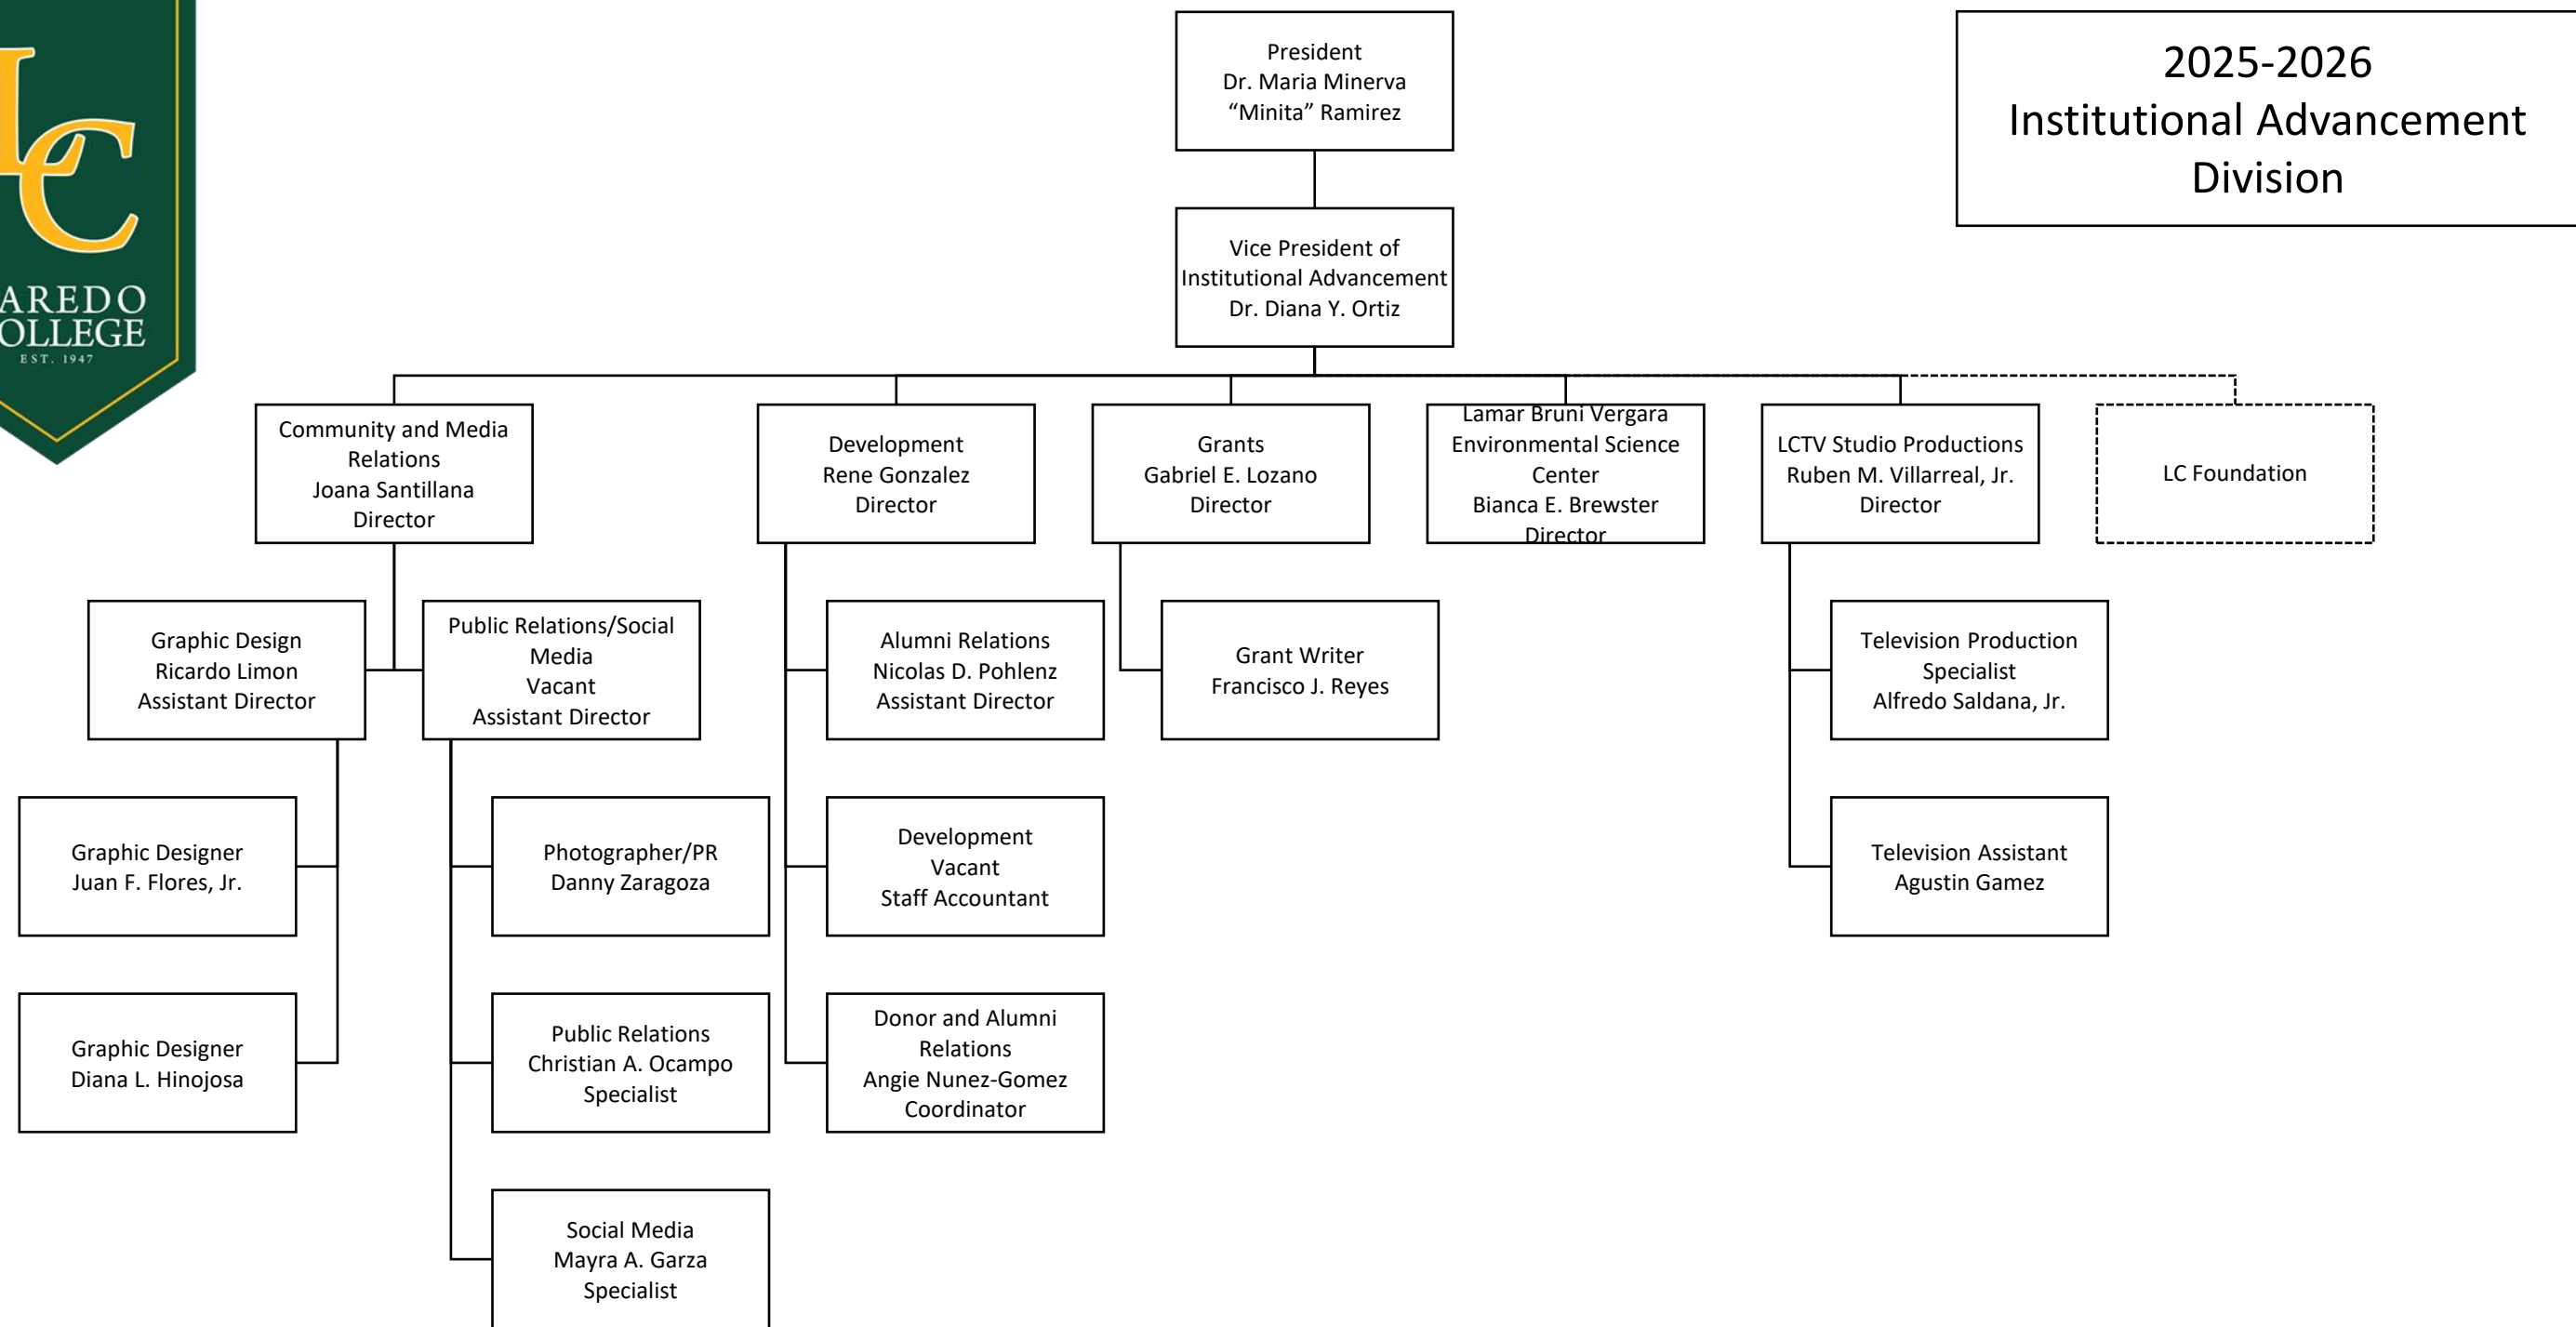 LC
AREDO
OLLEGE
EST. 1947
2025-2026
Institutional Advancement
Division
President
Dr. Maria Minerva
“Minita” Ramirez
Vice President of
Institutional Advancement
Dr. Diana Y. Ortiz
Community and Media
Relations
Joana Santillana
Director
Development
Rene Gonzalez
Director
Grants
Gabriel E. Lozano
Director
Lamar Bruni Vergara
Environmental Science
Center
Bianca E. Brewster
Director
LCTV Studio Productions
Ruben M. Villarreal, Jr.
Director
LC Foundation
Graphic Design
Ricardo Limon
Assistant Director
Public Relations/Social
Media
Vacant
Assistant Director
Alumni Relations
Nicolas D. Pohlenz
Assistant Director
Grant Writer
Francisco J. Reyes
Television Production
Specialist
Alfredo Saldana, Jr.
Graphic Designer
Juan F. Flores, Jr.
Photographer/PR
Danny Zaragoza
Development
Vacant
Staff Accountant
Television Assistant
Agustin Gamez
Graphic Designer
Diana L. Hinojosa
Public Relations
Christian A. Ocampo
Specialist
Donor and Alumni
Relations
Angie Nunez-Gomez
Coordinator
Social Media
Mayra A. Garza
Specialist